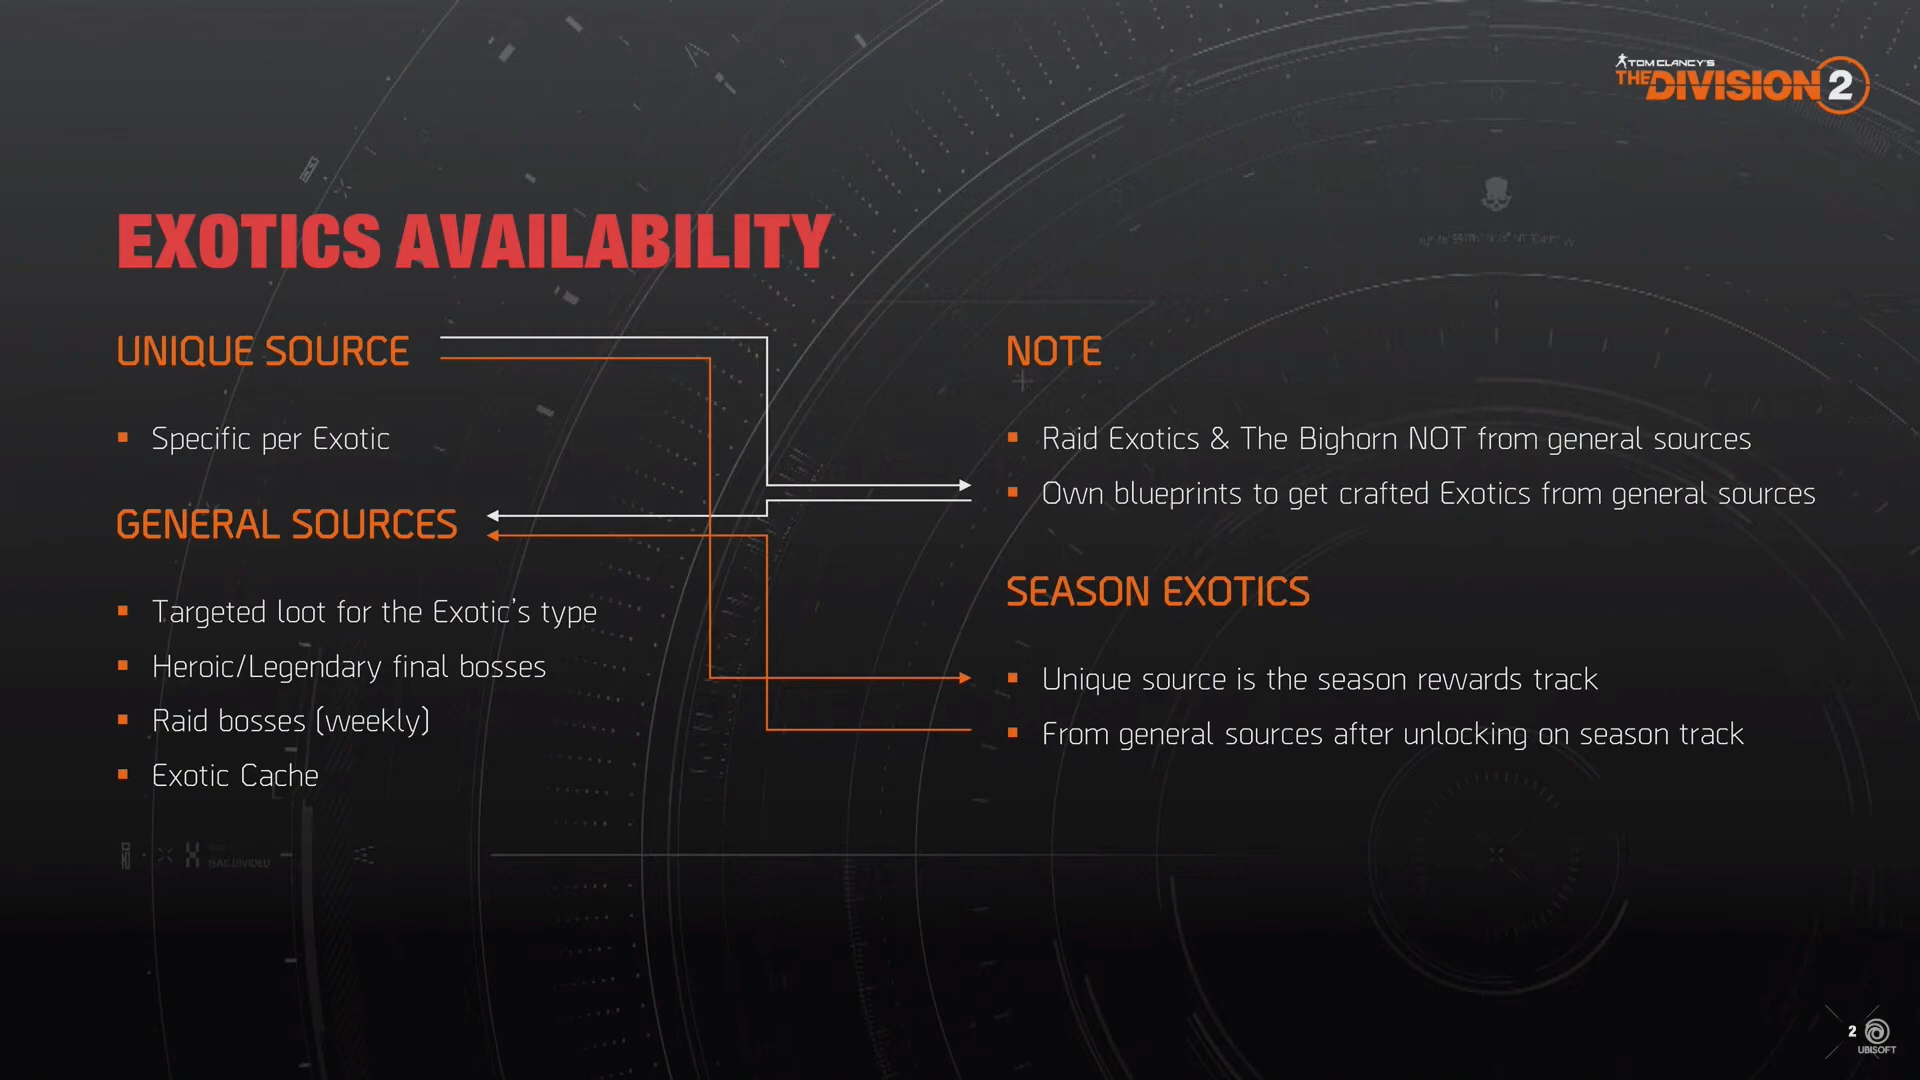 TOM CLANCY'S
THE DIVISION 2
EXOTICS AVAILABILITY
UNIQUE SOURCE
▪ Specific per Exotic
GENERAL SOURCES
▪ Targeted loot for the Exotic's type
▪ Heroic/Legendary final bosses
▪ Raid bosses (weekly)
▪ Exotic Cache
NOTE
▪ Raid Exotics & The Bighorn NOT from general sources
▪ Own blueprints to get crafted Exotics from general sources
SEASON EXOTICS
▪ Unique source is the season rewards track
▪ From general sources after unlocking on season track
ISAC.DIVIDED
2
UBISOFT